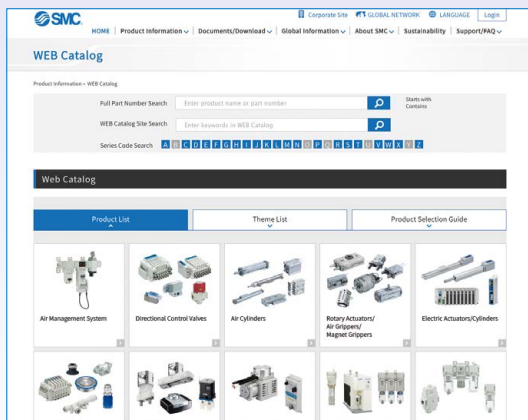 SMC
Corporate Site GLOBAL NETWORK LANGUAGE Login
HOME Product Information Documents/Download Global Information About SMC Sustainability Support/FAQ
WEB Catalog
Product Information > WEB Catalog
Full Part Number Search Enter product name or part number Starts with
Contains
WEB Catalog Site Search Enter keywords in WEB Catalog
Series Code Search A B C D E F G H I J K L M N O P Q R S T U V W X Y Z
Web Catalog
Product List Theme List Product Selection Guide
Air Management System Directional Control Valves Air Cylinders Rotary Actuators/
Air Grippers/
Magnet Grippers Electric Actuators/Cylinders